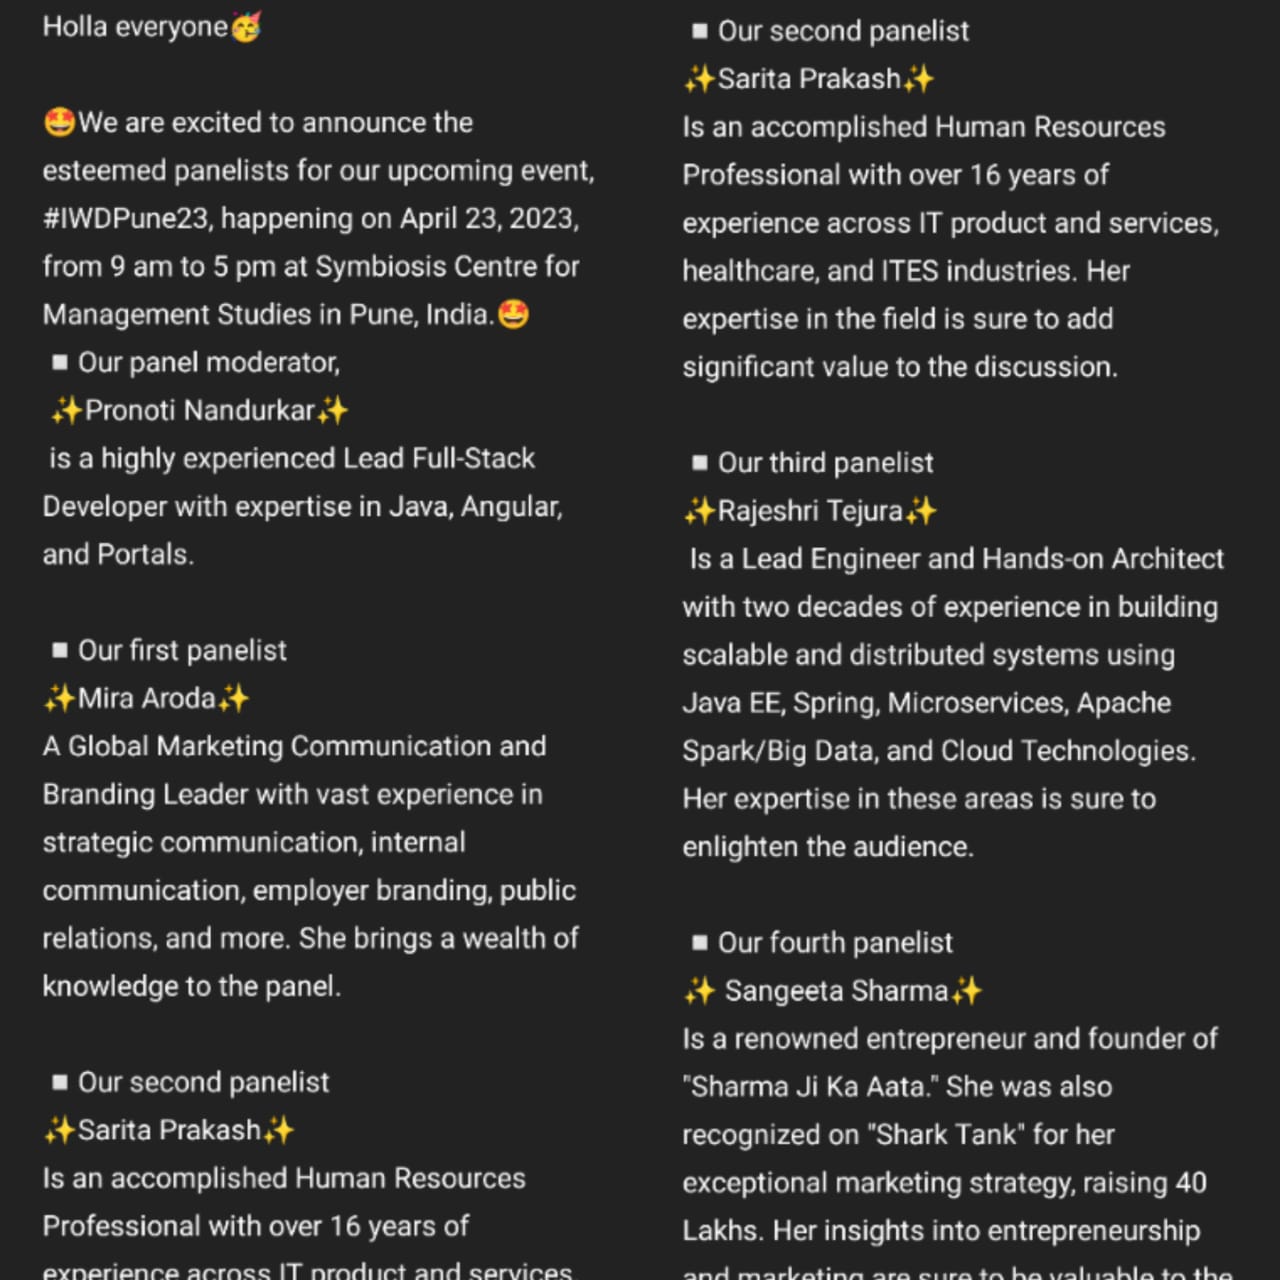 Holla everyone🥳
🤩We are excited to announce the
esteemed panelists for our upcoming event,
#IWDPune23, happening on April 23, 2023,
from 9 am to 5 pm at Symbiosis Centre for
Management Studies in Pune, India.🤩
◽Our panel moderator,
✨Pronoti Nandurkar✨
is a highly experienced Lead Full-Stack
Developer with expertise in Java, Angular,
and Portals.
◽Our first panelist
✨Mira Aroda✨
A Global Marketing Communication and
Branding Leader with vast experience in
strategic communication, internal
communication, employer branding, public
relations, and more. She brings a wealth of
knowledge to the panel.
◽Our second panelist
✨Sarita Prakash✨
Is an accomplished Human Resources
Professional with over 16 years of
experience across IT product and services,
◽Our second panelist
✨Sarita Prakash✨
Is an accomplished Human Resources
Professional with over 16 years of
experience across IT product and services,
healthcare, and ITES industries. Her
expertise in the field is sure to add
significant value to the discussion.
◽Our third panelist
✨Rajeshri Tejura✨
Is a Lead Engineer and Hands-on Architect
with two decades of experience in building
scalable and distributed systems using
Java EE, Spring, Microservices, Apache
Spark/Big Data, and Cloud Technologies.
Her expertise in these areas is sure to
enlighten the audience.
◽Our fourth panelist
✨ Sangeeta Sharma✨
Is a renowned entrepreneur and founder of
"Sharma Ji Ka Aata." She was also
recognized on "Shark Tank" for her
exceptional marketing strategy, raising 40
Lakhs. Her insights into entrepreneurship
and marketing are sure to be valuable to the